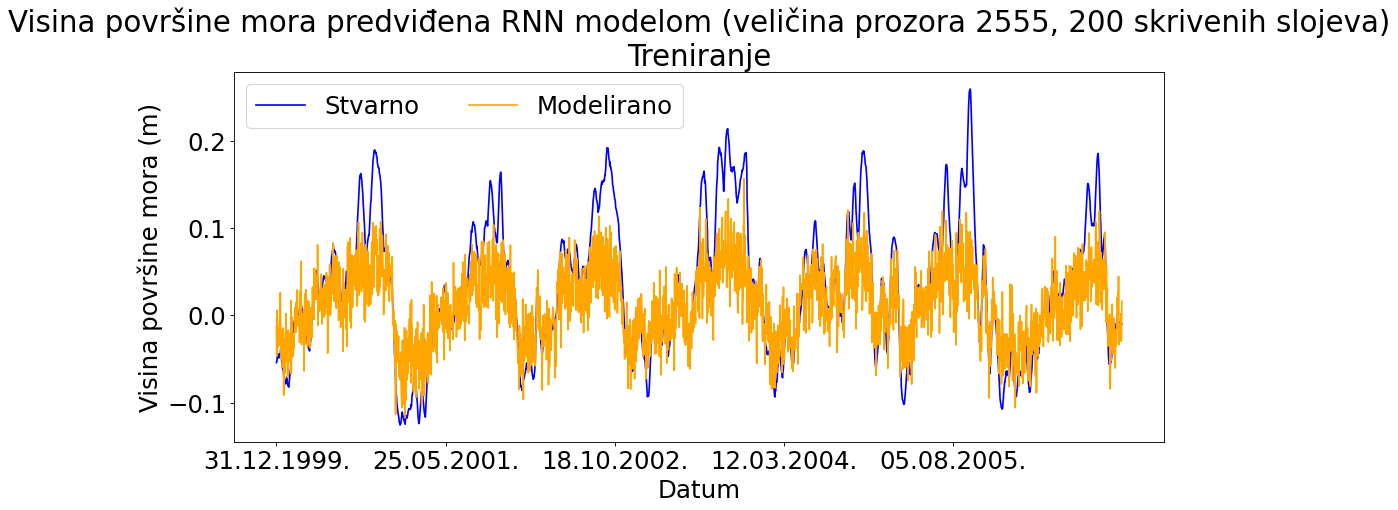 Visina površine mora predviđena RNN modelom (veličina prozora 2555, 200 skrivenih slojeva)
Treniranje
Stvarno
Modelirano
Visina površine mora (m)
0.2
0.1
0.0
−0.1
31.12.1999.
25.05.2001.
18.10.2002.
12.03.2004.
05.08.2005.
Datum